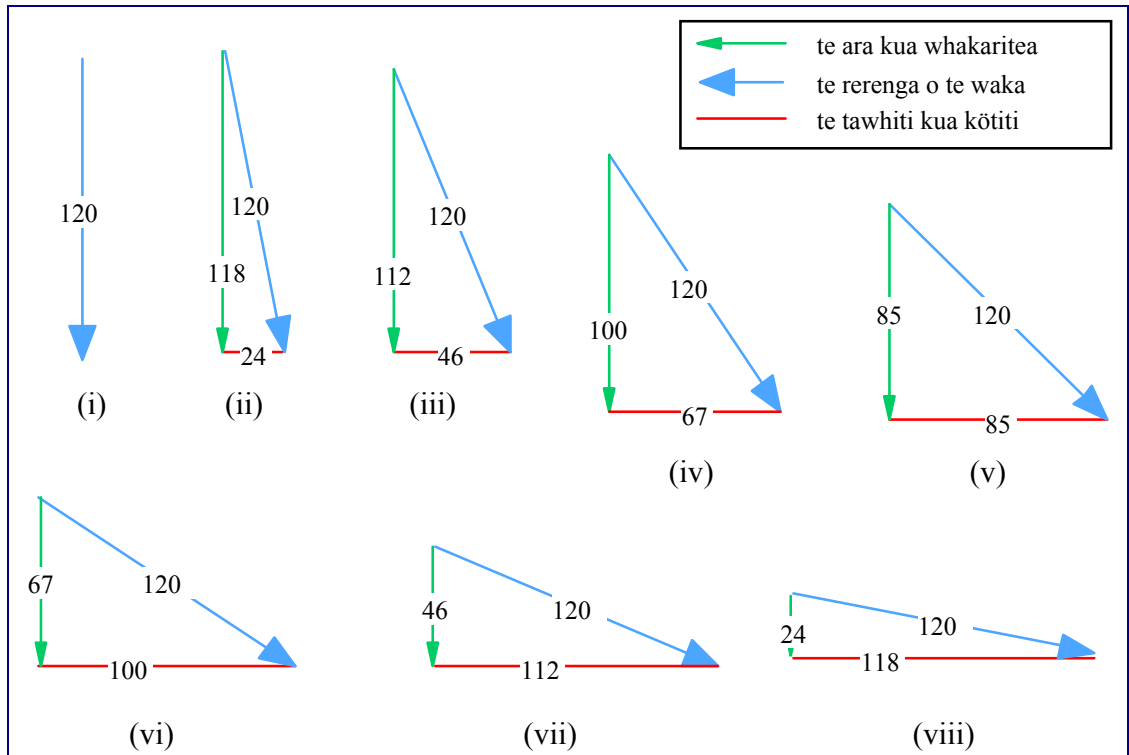 te ara kua whakaritea
te rerenga o te waka
te tawhiti kua kötiti
120
118
120
24
112
120
46
100
120
67
85
120
85
(i)
(ii)
(iii)
(iv)
(v)
67
120
100
46
120
112
24
120
118
(vi)
(vii)
(viii)